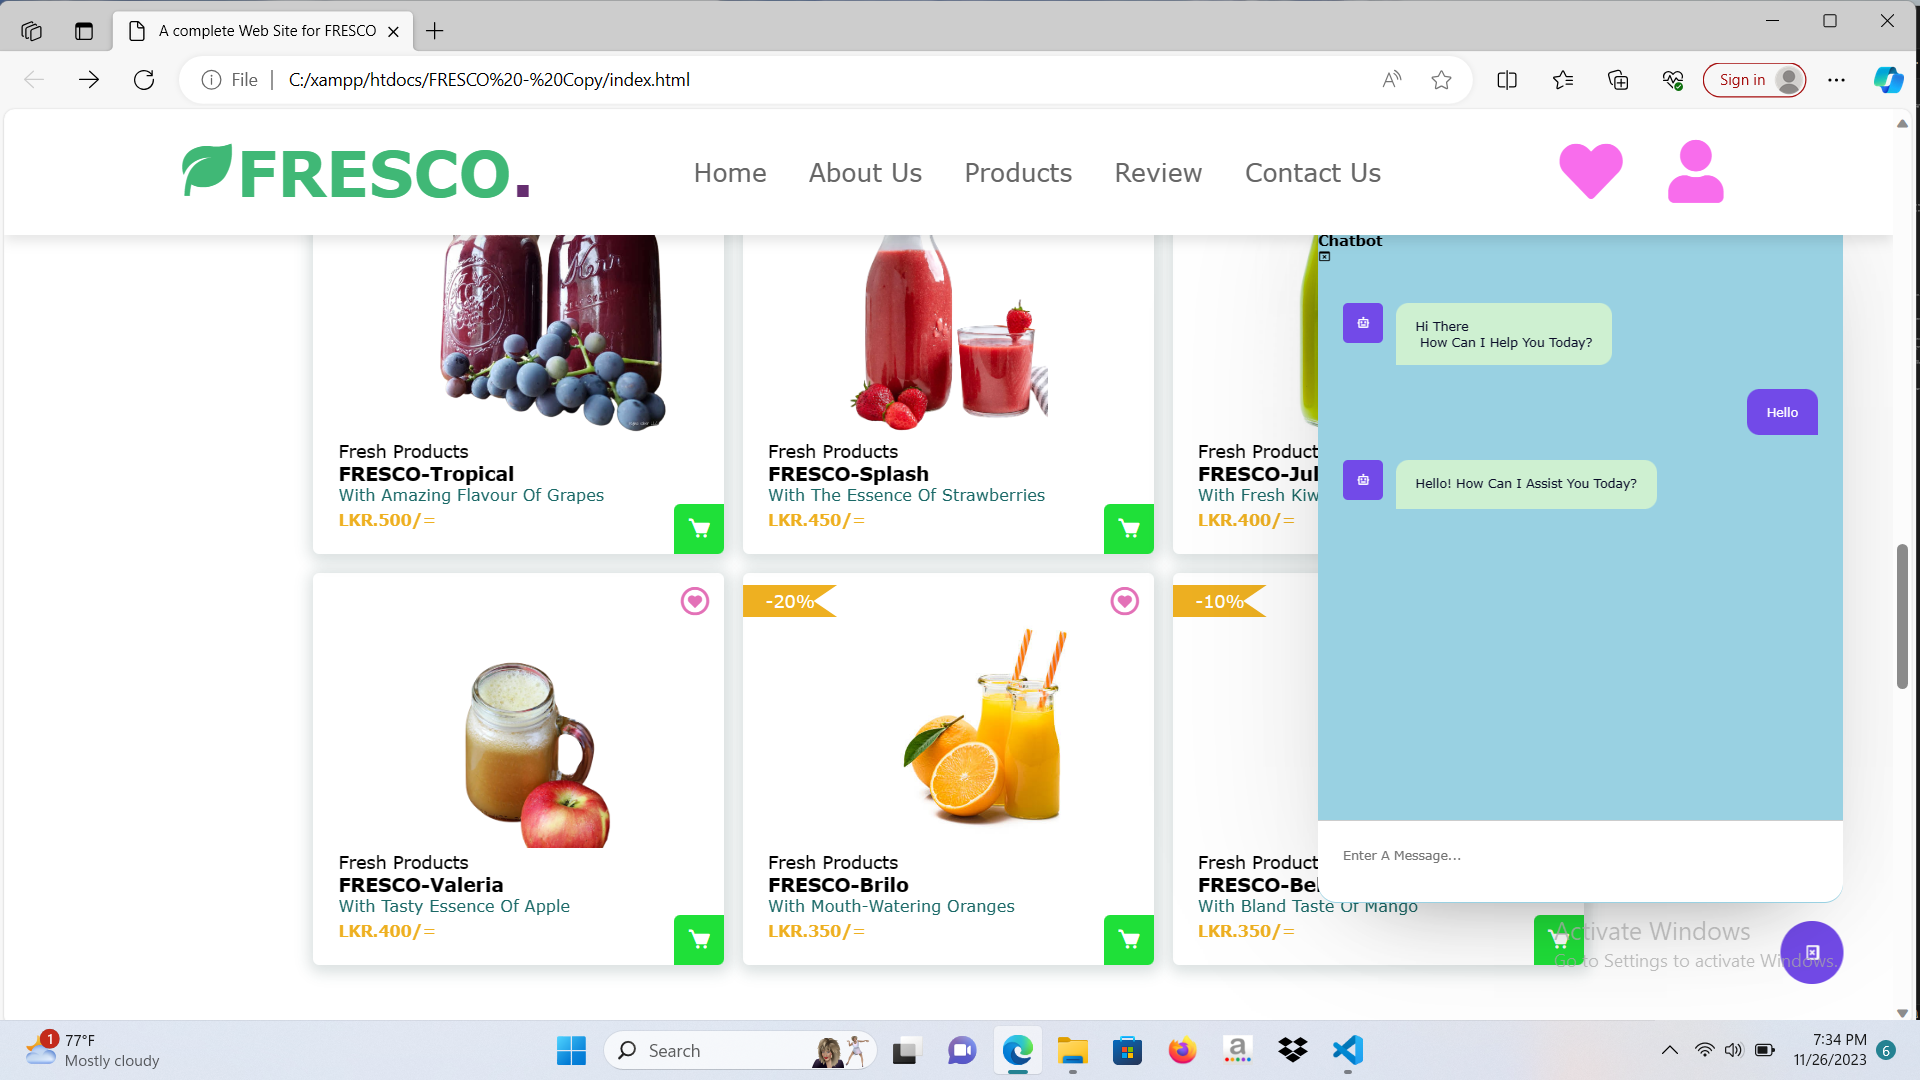 A complete Web Site for FRESCO
File
C:/xampp/htdocs/FRESCO%20-%20Copy/index.html
Sign in
FRESCO.
Home
About Us
Products
Review
Contact Us
Fresh Products
FRESCO-Tropical
With Amazing Flavour Of Grapes
LKR.500/=
Fresh Products
FRESCO-Splash
With The Essence Of Strawberries
LKR.450/=
Fresh Product
FRESCO-Jul
With Fresh Kiw
LKR.400/=
Fresh Products
FRESCO-Valeria
With Tasty Essence Of Apple
LKR.400/=
-20%
Fresh Products
FRESCO-Brilo
With Mouth-Watering Oranges
LKR.350/=
-10%
Fresh Product
FRESCO-Bel
With Bland Taste Of Mango
LKR.350/=
Chatbot
Hi There
How Can I Help You Today?
Hello
Hello! How Can I Assist You Today?
Enter A Message...
Activate Windows
Go to Settings to activate Windows.
1
77°F
Mostly cloudy
Search
a
7:34 PM
11/26/2023
6